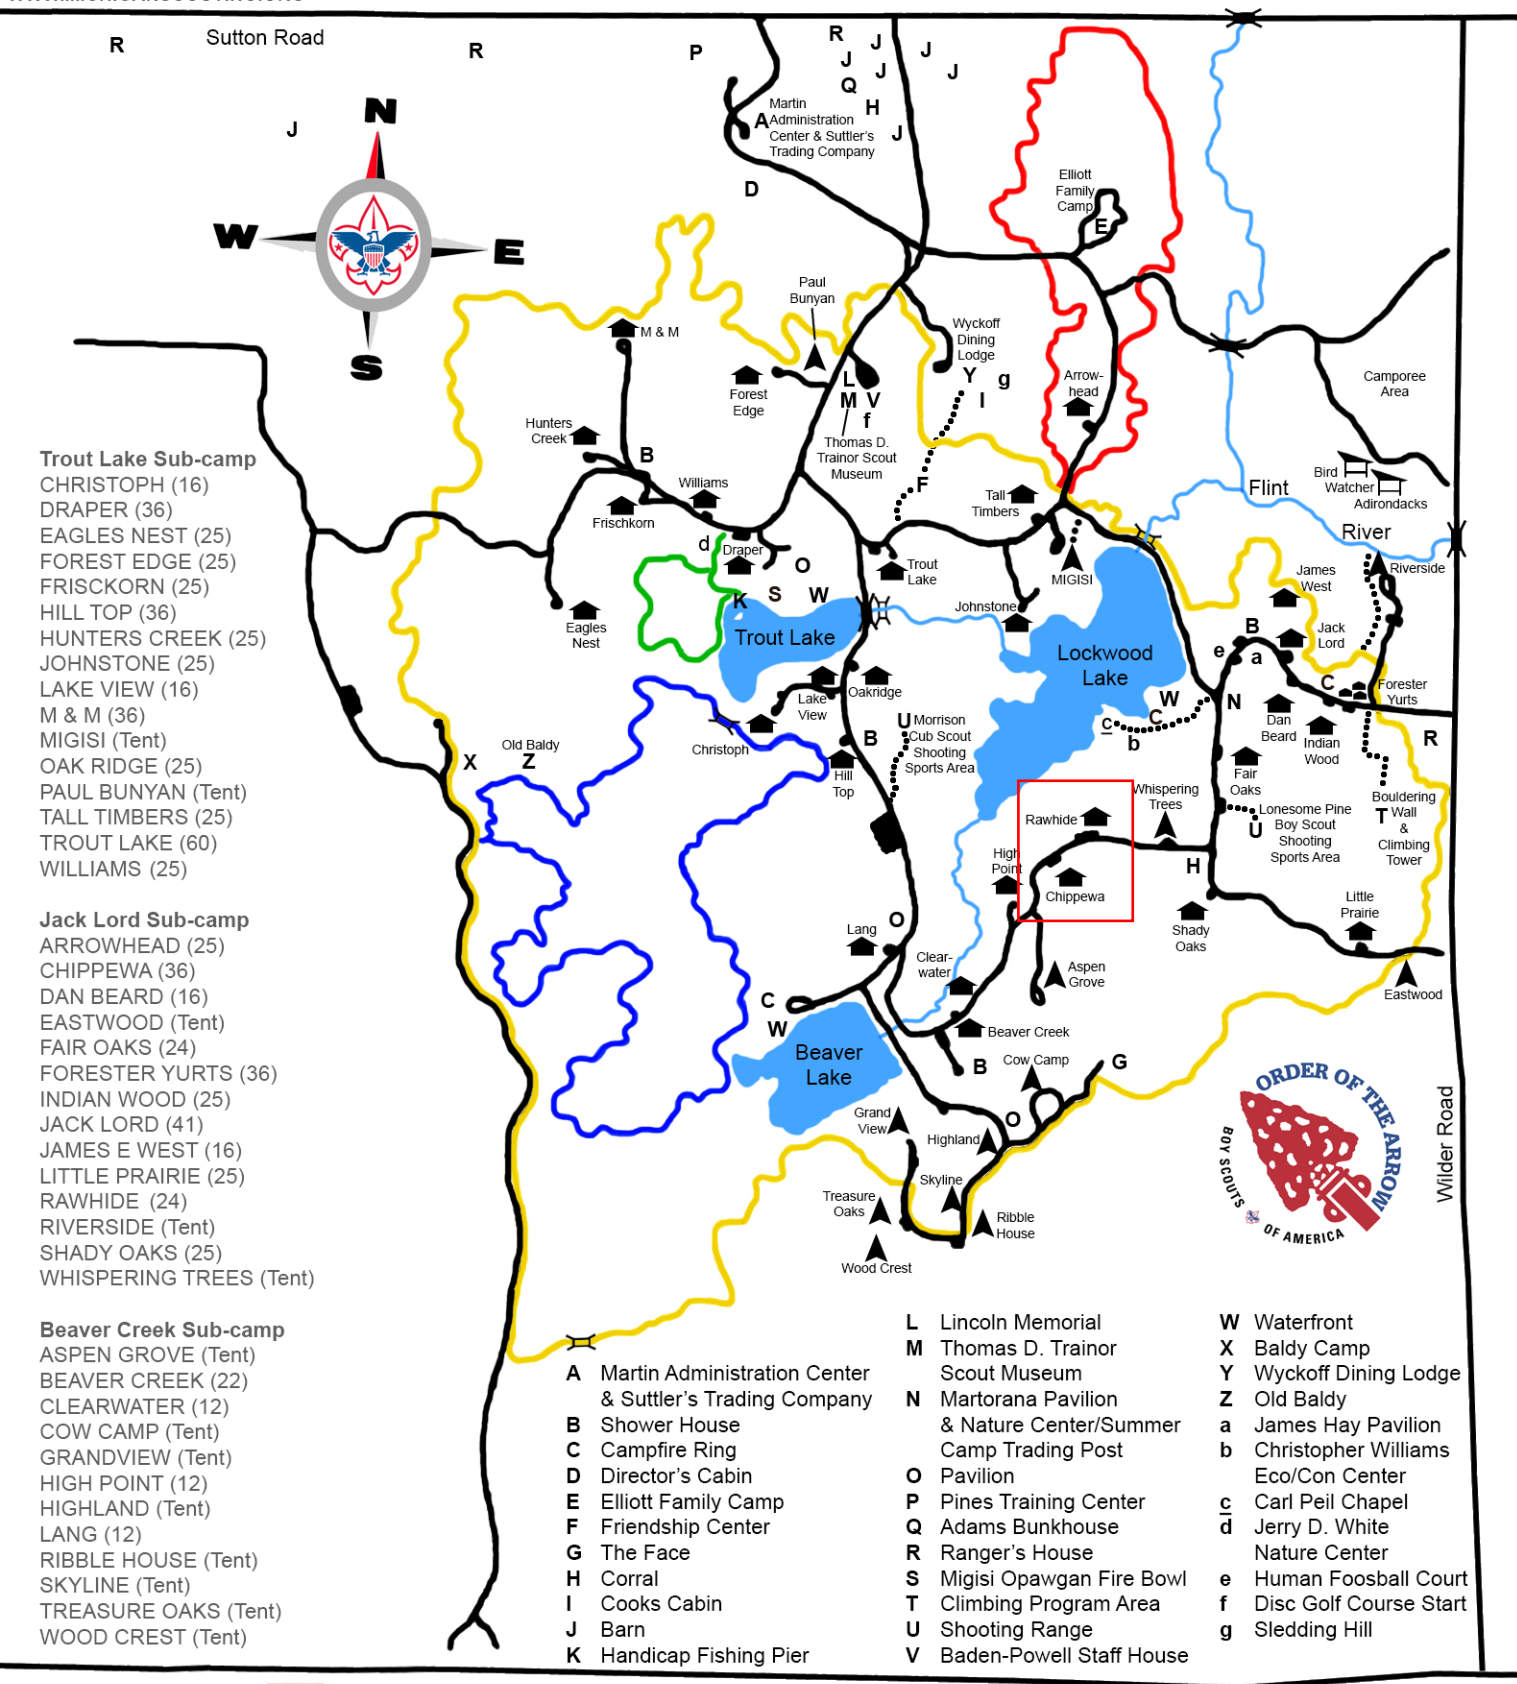 Sutton Road
R
R
P
R
J
J
J
J
J
Q
H
J
J
N
W
E
S
A
Martin
Administration
Center & Suttler's
Trading Company
D
Elliott
Family
Camp
E
Paul
Bunyan
M & M
Wyckoff
Dining
Lodge
Y
g
I
Forest
Edge
L
M
V
f
Arrow-
head
Camporee
Area
Hunters
Creek
B
Thomas D.
Trainor Scout
Museum
Williams
Frischkorn
F
Tall
Timbers
Bird
Watcher
Adirondacks
Flint
River
d
Draper
O
K
S
W
Trout
Lake
MIGISI
James
West
Riverside
Eagles
Nest
Trout Lake
Johnstone
Lockwood
Lake
B
e
a
Jack
Lord
Lake
View
Oakridge
W
C
c
b
N
C
Forester
Yurts
Dan
Beard
Indian
Wood
R
Christoph
B
U
Morrison
Cub Scout
Shooting
Sports Area
X
Old Baldy
Z
Hill
Top
Fair
Oaks
Whispering
Trees
Rawhide
U
Lonesome Pine
Boy Scout
Shooting
Sports Area
Bouldering
Wall
&
Climbing
Tower
T
High
Point
Chippewa
H
Little
Prairie
O
Lang
Shady
Oaks
Clear-
water
Aspen
Grove
Eastwood
C
W
Beaver
Lake
Beaver Creek
B
Cow Camp
G
Grand
View
Highland
O
Skyline
Treasure
Oaks
Ribble
House
Wood Crest
ORDER OF THE ARROW
BOY SCOUTS OF AMERICA
Wilder Road
Trout Lake Sub-camp
CHRISTOPH (16)
DRAPER (36)
EAGLES NEST (25)
FOREST EDGE (25)
FRISCKORN (25)
HILL TOP (36)
HUNTERS CREEK (25)
JOHNSTONE (25)
LAKE VIEW (16)
M & M (36)
MIGISI (Tent)
OAK RIDGE (25)
PAUL BUNYAN (Tent)
TALL TIMBERS (25)
TROUT LAKE (60)
WILLIAMS (25)
Jack Lord Sub-camp
ARROWHEAD (25)
CHIPPEWA (36)
DAN BEARD (16)
EASTWOOD (Tent)
FAIR OAKS (24)
FORESTER YURTS (36)
INDIAN WOOD (25)
JACK LORD (41)
JAMES E WEST (16)
LITTLE PRAIRIE (25)
RAWHIDE (24)
RIVERSIDE (Tent)
SHADY OAKS (25)
WHISPERING TREES (Tent)
Beaver Creek Sub-camp
ASPEN GROVE (Tent)
BEAVER CREEK (22)
CLEARWATER (12)
COW CAMP (Tent)
GRANDVIEW (Tent)
HIGH POINT (12)
HIGHLAND (Tent)
LANG (12)
RIBBLE HOUSE (Tent)
SKYLINE (Tent)
TREASURE OAKS (Tent)
WOOD CREST (Tent)
A Martin Administration Center
& Suttler's Trading Company
B Shower House
C Campfire Ring
D Director's Cabin
E Elliott Family Camp
F Friendship Center
G The Face
H Corral
I Cooks Cabin
J Barn
K Handicap Fishing Pier
L Lincoln Memorial
M Thomas D. Trainor
Scout Museum
N Martorana Pavilion
& Nature Center/Summer
Camp Trading Post
O Pavilion
P Pines Training Center
Q Adams Bunkhouse
R Ranger's House
S Migisi Opawgan Fire Bowl
T Climbing Program Area
U Shooting Range
V Baden-Powell Staff House
W Waterfront
X Baldy Camp
Y Wyckoff Dining Lodge
Z Old Baldy
a James Hay Pavilion
b Christopher Williams
Eco/Con Center
c Carl Peil Chapel
d Jerry D. White
Nature Center
e Human Foosball Court
f Disc Golf Course Start
g Sledding Hill